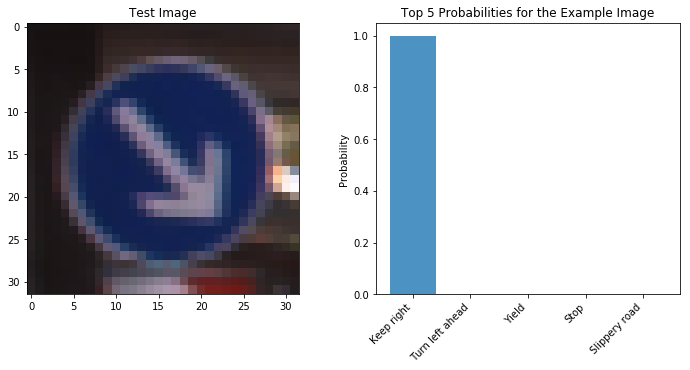 Test Image
0
5
10
15
20
25
30
0 5 10 15 20 25 30
Top 5 Probabilities for the Example Image
Probability
1.0
0.8
0.6
0.4
0.2
0.0
Keep right
Turn left ahead
Yield
Stop
Slippery road